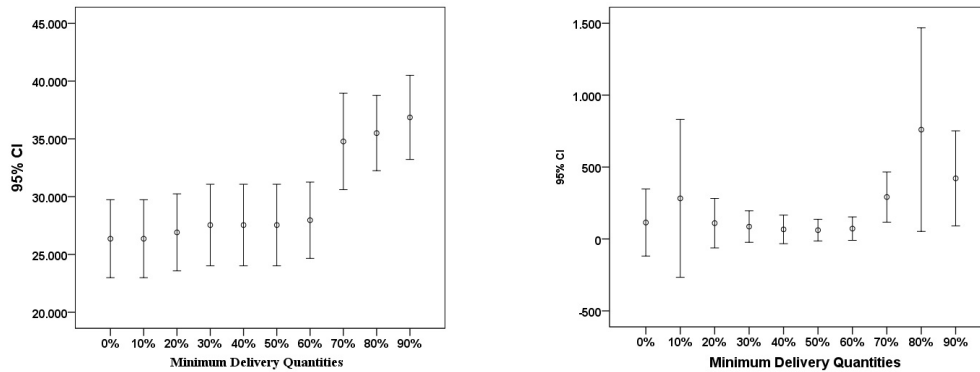 45.000
40.000
35.000
30.000
25.000
20.000
95% CI
0% 10% 20% 30% 40% 50% 60% 70% 80% 90%
Minimum Delivery Quantities
1.500
1.000
500
0
-500
95% CI
0% 10% 20% 30% 40% 50% 60% 70% 80% 90%
Minimum Delivery Quantities